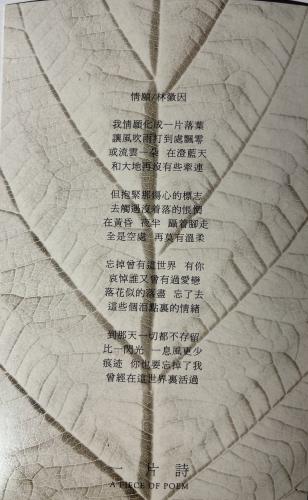 情願/林徽因
我情願化成一片落葉
讓風吹雨打到處飄零
或流雲一朵 在澄藍天
和大地再沒有些牽連
但抱緊那傷心的標志
去觸遇沒着落的悵惘
在黃昏 夜半 躡着腳走
全是空虛 再莫有溫柔
忘掉曾有這世界 有你
哀悼誰又曾有過愛戀
落花似的落盡 忘了去
這些個淚點裏的情緒
到那天一切都不存留
比一閃光 一息風更少
痕迹 你也要忘掉了我
曾經在這世界裏活過
一片詩
A PIECE OF POEM